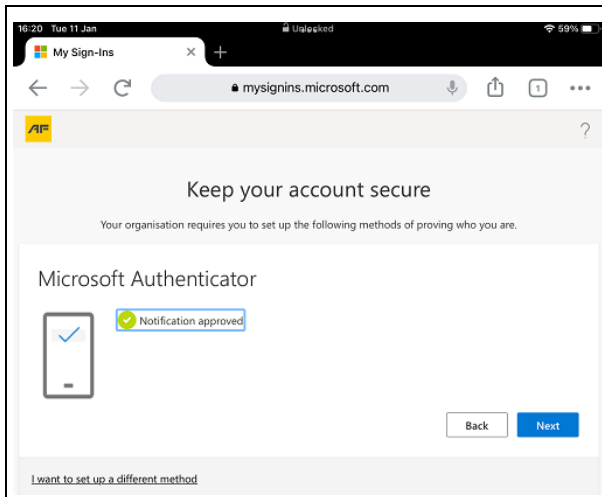 16:20 Tue 11 Jan Unlocked 59%
My Sign-Ins
mysignins.microsoft.com 1
AF ?
Keep your account secure
Your organisation requires you to set up the following methods of proving who you are.
Microsoft Authenticator
Notification approved
Back Next
I want to set up a different method